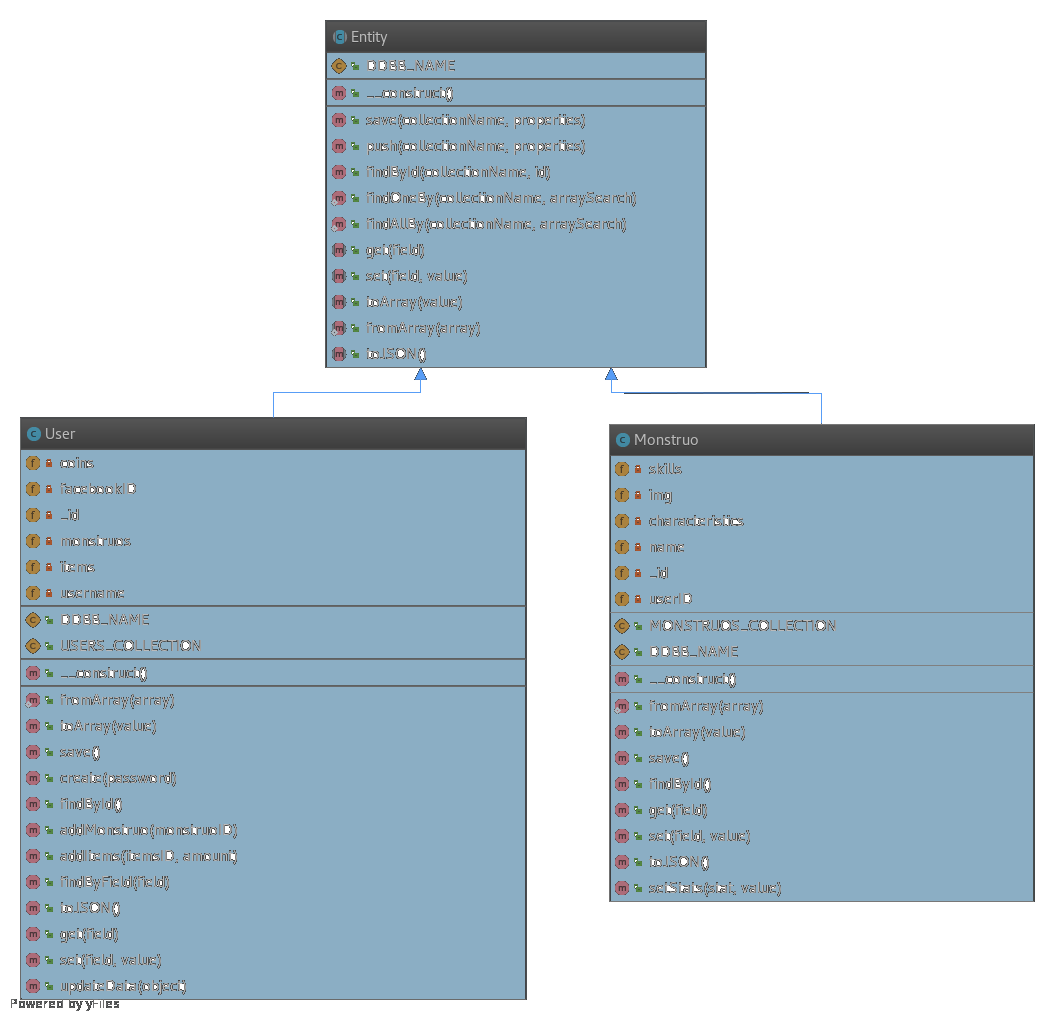 Entity
DDBB_NAME
__construct()
save(collectionName, properties)
push(collectionName, properties)
findById(collectionName, id)
findOneBy(collectionName, arraySearch)
findAllBy(collectionName, arraySearch)
get(field)
set(field, value)
toArray(value)
fromArray(array)
toJSON()
User
coins
facebookID
_id
monstruos
items
username
DDBB_NAME
USERS_COLLECTION
__construct()
fromArray(array)
toArray(value)
save()
create(password)
findById()
addMonstruo(monstruoID)
addItems(itemsID, amount)
findByField(field)
toJSON()
get(field)
set(field, value)
updateData(object)
Monstruo
skills
img
characteristics
name
_id
userID
MONSTRUOS_COLLECTION
DDBB_NAME
__construct()
fromArray(array)
toArray(value)
save()
findById()
get(field)
set(field, value)
toJSON()
setStats(stat, value)
Powered by yFiles